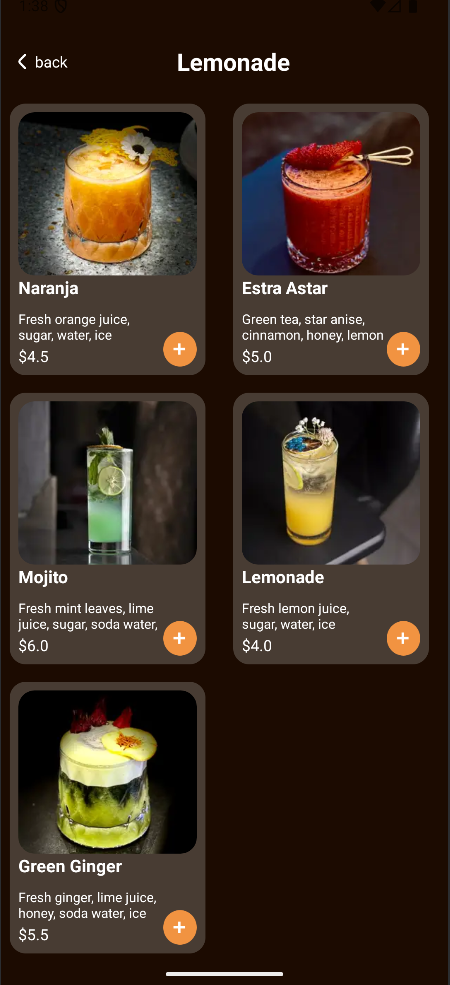 1:38
back
Lemonade
Naranja
Fresh orange juice,
sugar, water, ice
$4.5
+
Estra Astar
Green tea, star anise,
cinnamon, honey, lemon
$5.0
+
Mojito
Fresh mint leaves, lime
juice, sugar, soda water,
$6.0
+
Lemonade
Fresh lemon juice,
sugar, water, ice
$4.0
+
Green Ginger
Fresh ginger, lime juice,
honey, soda water, ice
$5.5
+